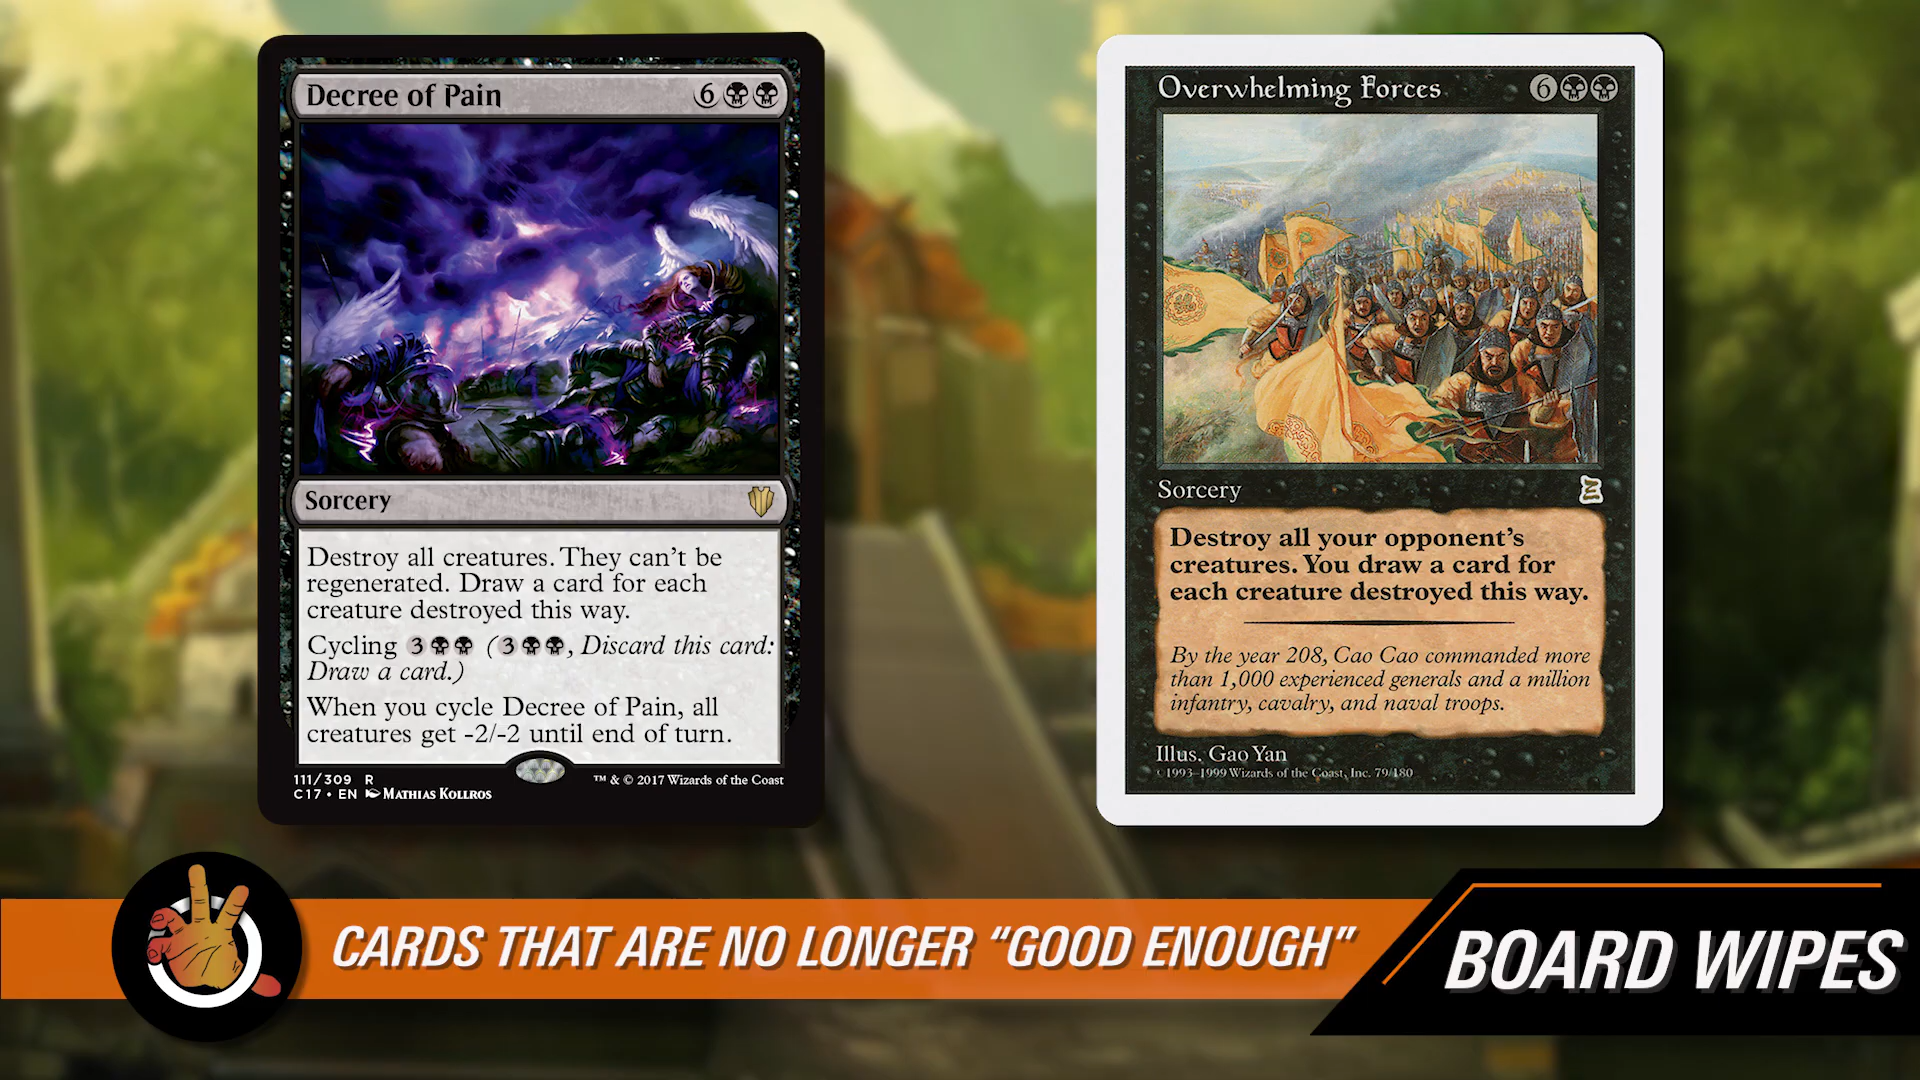 Decree of Pain 6
Sorcery
Destroy all creatures. They can't be
regenerated. Draw a card for each
creature destroyed this way.
Cycling 3 (3, Discard this card:
Draw a card.)
When you cycle Decree of Pain, all
creatures get -2/-2 until end of turn.
111/309 R
C17 • EN Mathias Kollros
™ & © 2017 Wizards of the Coast
Overwhelming Forces 6
Sorcery
Destroy all your opponent's
creatures. You draw a card for
each creature destroyed this way.
By the year 208, Cao Cao commanded more
than 1,000 experienced generals and a million
infantry, cavalry, and naval troops.
Illus. Gao Yan
© 1993-1999 Wizards of the Coast, Inc. 79/180
CARDS THAT ARE NO LONGER “GOOD ENOUGH”
BOARD WIPES